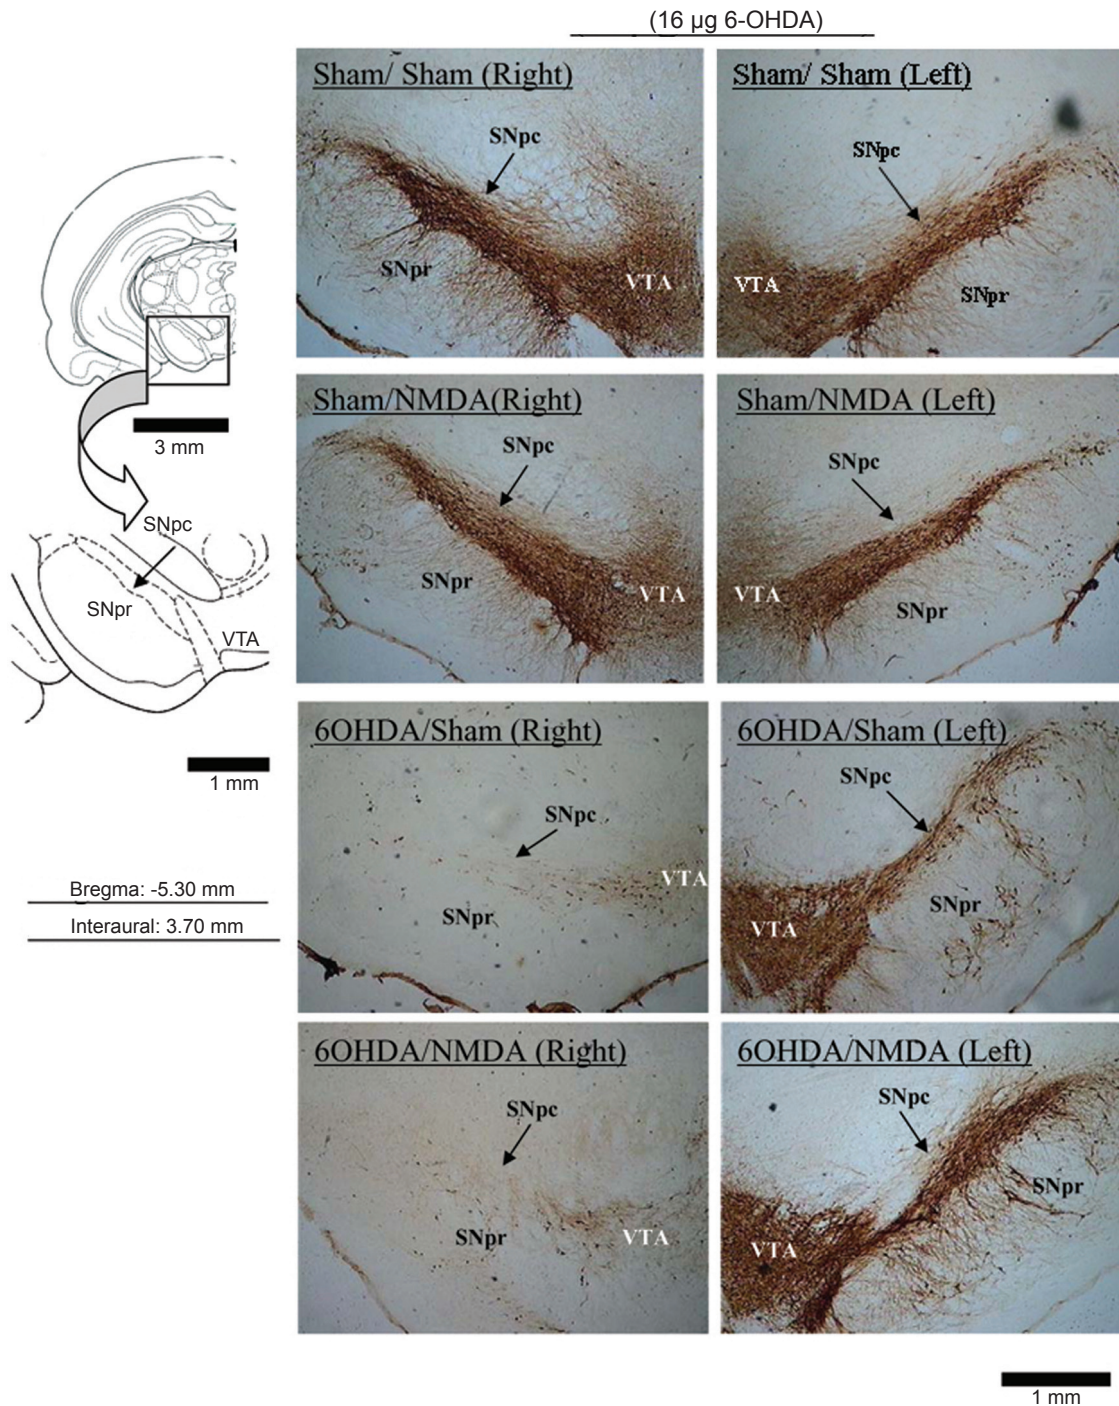 (16 µg 6-OHDA)
Sham/ Sham (Right)
SNpc
SNpr
VTA
Sham/ Sham (Left)
SNpc
VTA
SNpr
3 mm
SNpc
SNpr
VTA
1 mm
Bregma: -5.30 mm
Interaural: 3.70 mm
Sham/NMDA(Right)
SNpc
SNpr
VTA
Sham/NMDA (Left)
SNpc
VTA
SNpr
6OHDA/Sham (Right)
SNpc
VTA
SNpr
6OHDA/Sham (Left)
SNpc
SNpr
VTA
6OHDA/NMDA (Right)
SNpc
SNpr
VTA
6OHDA/NMDA (Left)
SNpc
SNpr
VTA
1 mm